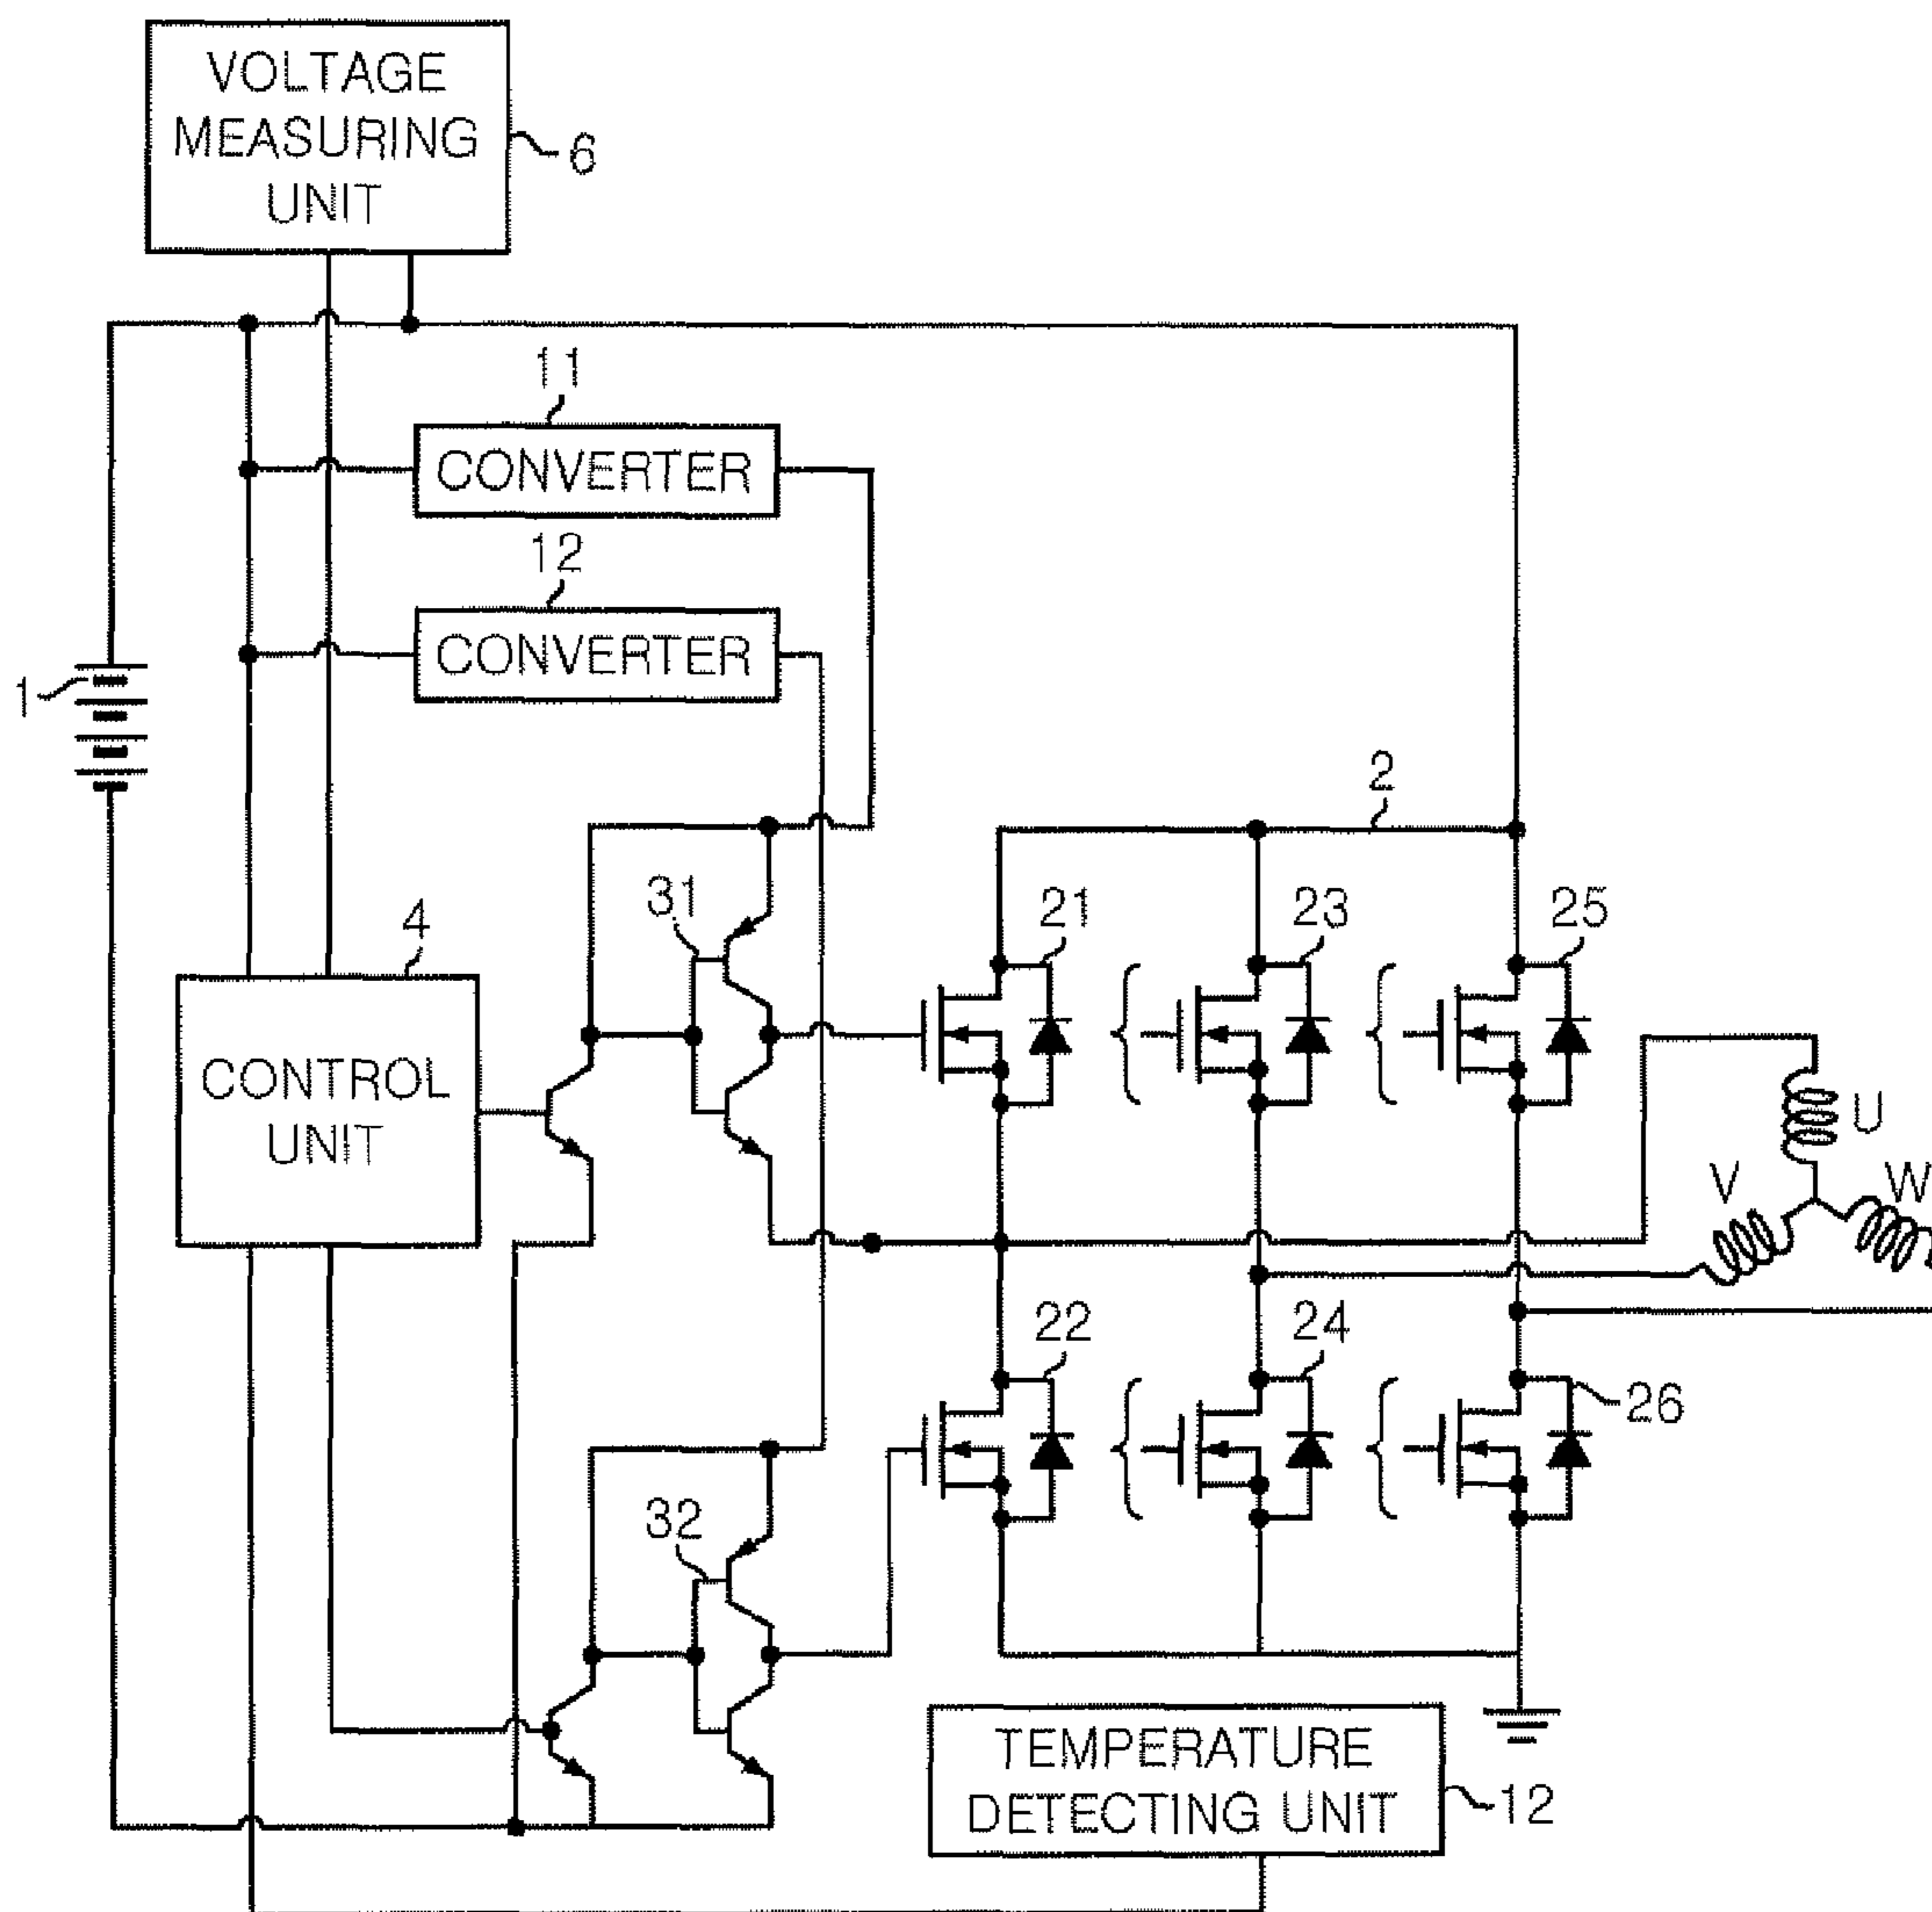 VOLTAGE
MEASURING
UNIT
6
11
CONVERTER
12
CONVERTER
1
2
4
31
21
23
25
CONTROL
UNIT
U
V
W
22
24
26
32
TEMPERATURE
DETECTING UNIT
12